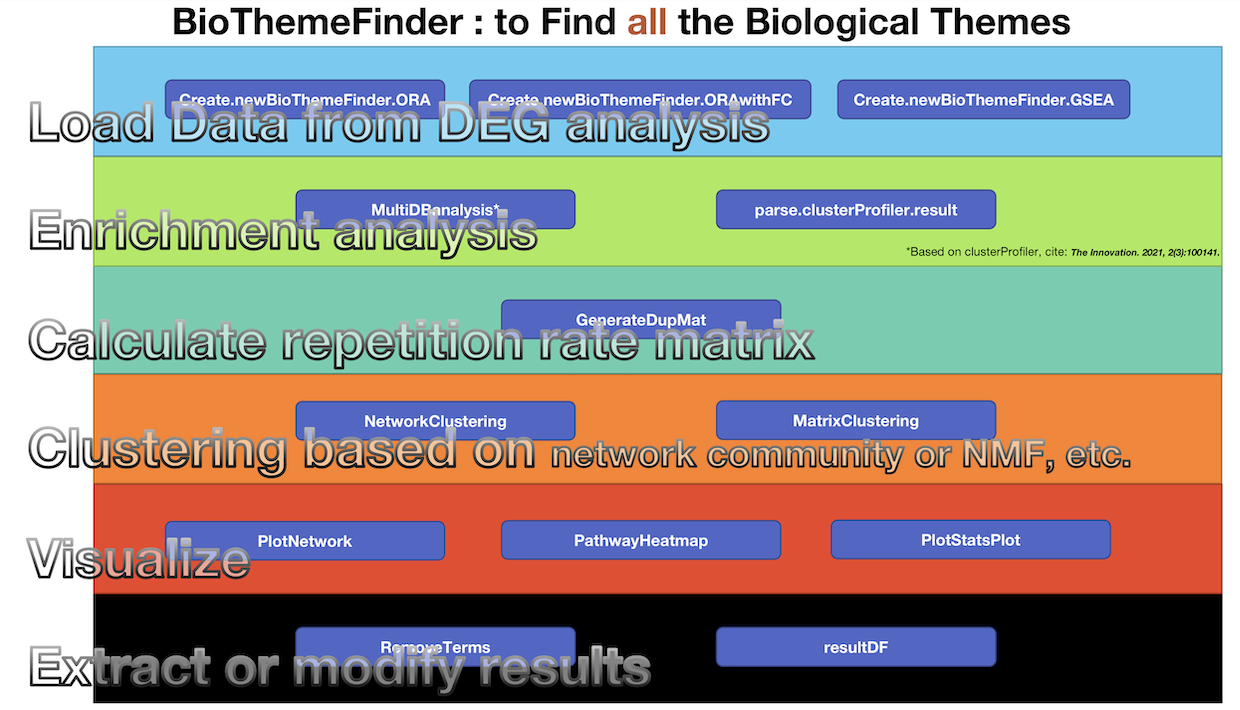 BioThemeFinder : to Find all the Biological Themes
Create.newBioThemeFinder.ORA
Create.newBioThemeFinder.ORAwithFC
Create.newBioThemeFinder.GSEA
Load Data from DEG analysis
MultiDBanalysis*
parse.clusterProfiler.result
Enrichment analysis
*Based on clusterProfiler, cite: The Innovation. 2021, 2(3):100141.
GenerateDupMat
Calculate repetition rate matrix
NetworkClustering
MatrixClustering
Clustering based on network community or NMF, etc.
PlotNetwork
PathwayHeatmap
PlotStatsPlot
Visualize
RemoveTerms
resultDF
Extract or modify results